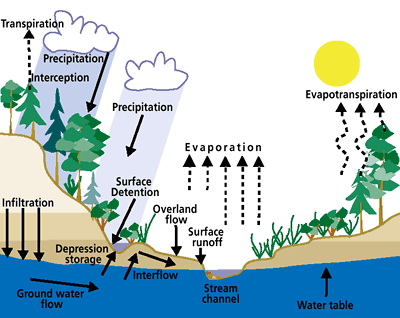 Transpiration
Precipitation
Interception
Precipitation
Evapotranspiration
Evaporation
Surface
Detention
Infiltration
Overland
flow
Surface
runoff
Depression
storage
Interflow
Ground water
flow
Stream
channel
Water table